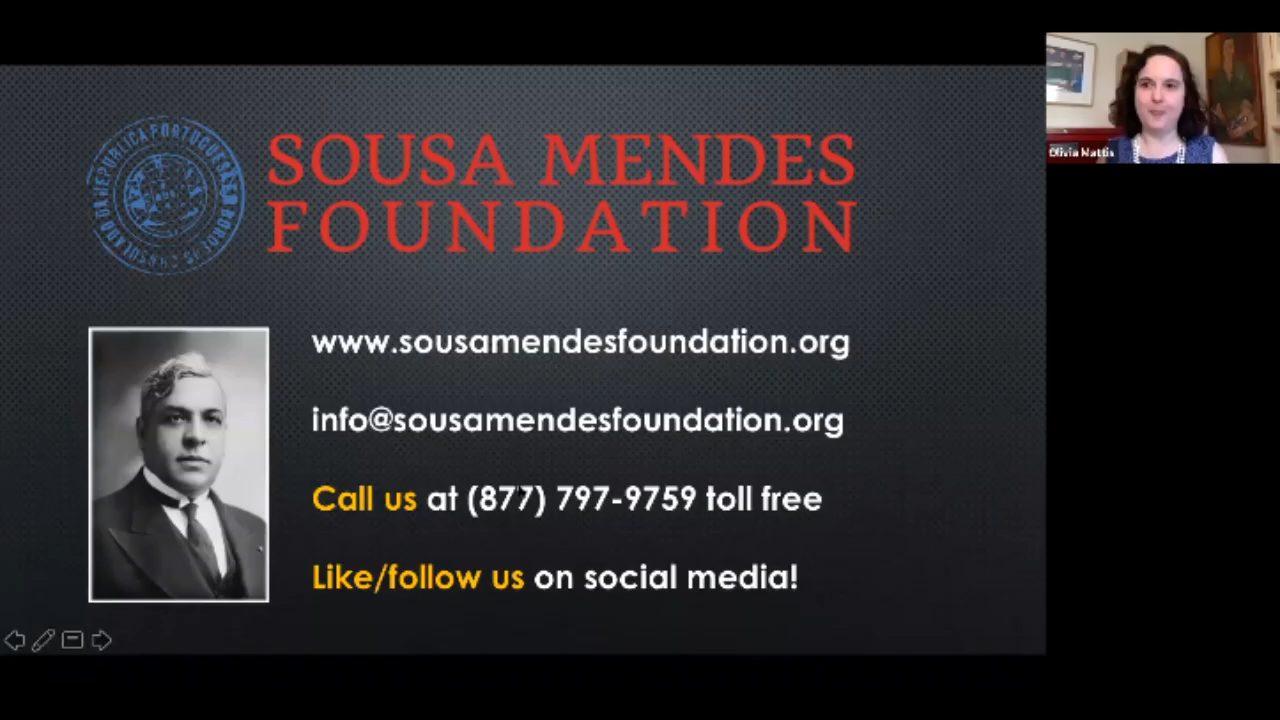 SOUSA MENDES
FOUNDATION
www.sousamendesfoundation.org
info@sousamendesfoundation.org
Call us at (877) 797-9759 toll free
Like/follow us on social media!
Olivia Mattis